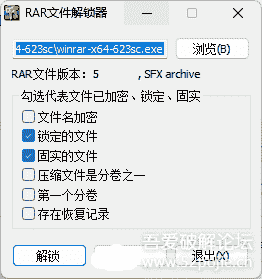 RAR文件解锁器
4-623sc\winrar-x64-623sc.exe
浏览(B)
RAR文件版本: 5 , SFX archive
勾选代表文件已加密、锁定、固实
文件名加密
锁定的文件
固实的文件
压缩文件是分卷之一
第一个分卷
存在恢复记录
解锁
退出(X)
吾爱破解论坛
www.52pojie.cn